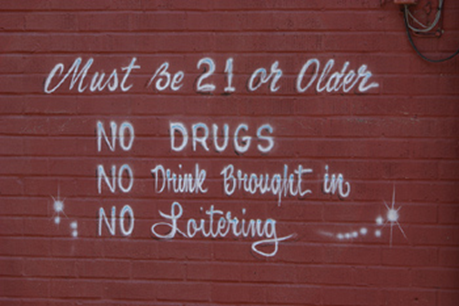 Must Be 21 or Older
NO DRUGS
NO Drink Brought in
NO Loitering